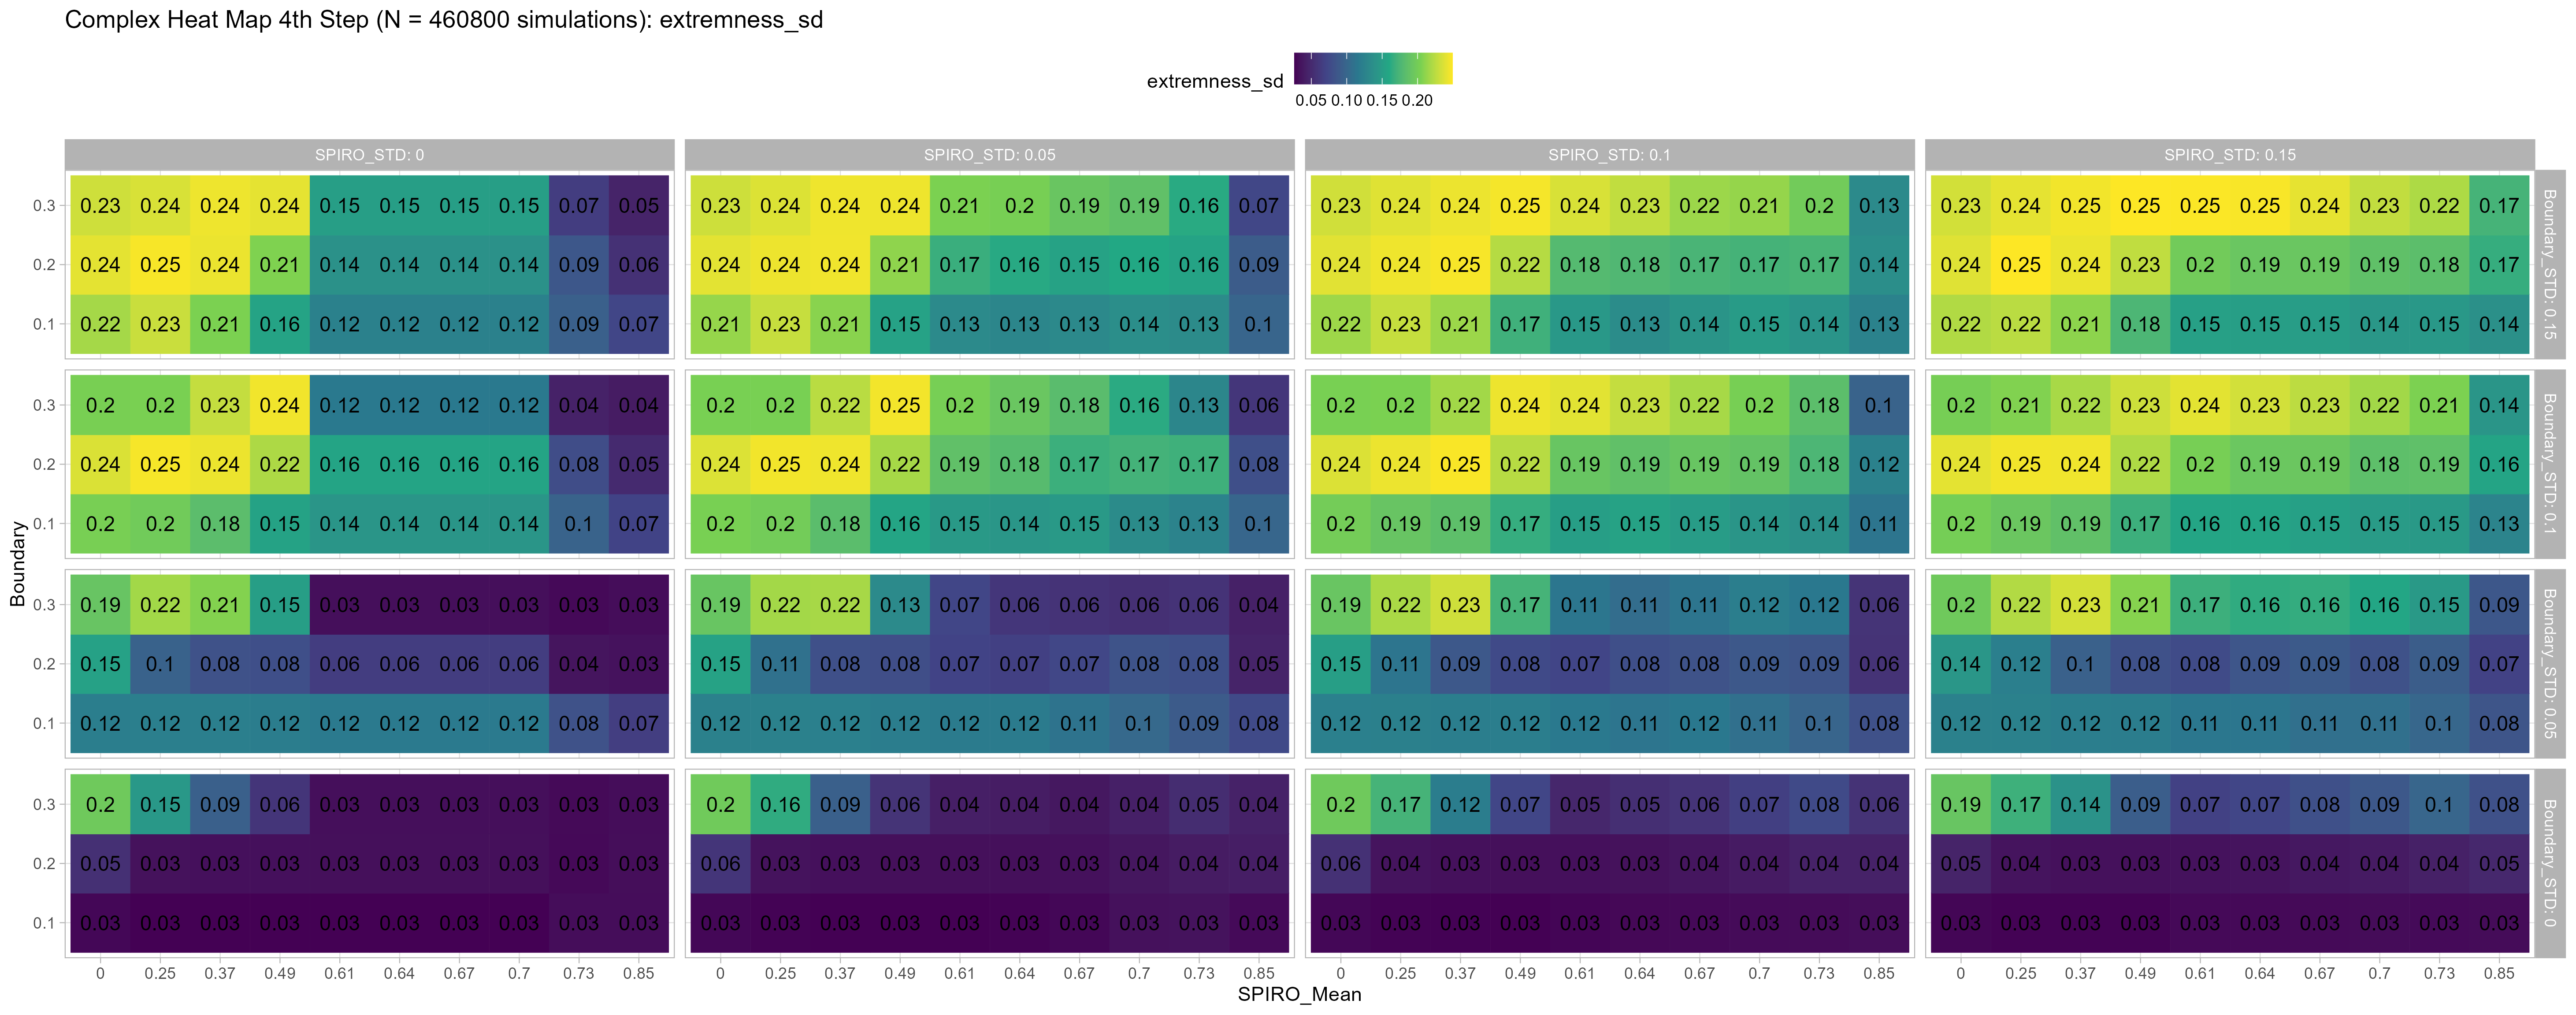 Complex Heat Map 4th Step (N = 460800 simulations): extremness_sd
extremness_sd
0.05 0.10 0.15 0.20
SPIRO_STD: 0 SPIRO_STD: 0.05 SPIRO_STD: 0.1 SPIRO_STD: 0.15
0.3 0.23 0.24 0.24 0.24 0.15 0.15 0.15 0.15 0.07 0.05 0.23 0.24 0.24 0.24 0.21 0.2 0.19 0.19 0.16 0.07 0.23 0.24 0.24 0.25 0.24 0.23 0.22 0.21 0.2 0.13 0.23 0.24 0.25 0.25 0.25 0.25 0.24 0.23 0.22 0.17
0.2 0.24 0.25 0.24 0.21 0.14 0.14 0.14 0.14 0.09 0.06 0.24 0.24 0.24 0.21 0.17 0.16 0.15 0.16 0.16 0.09 0.24 0.24 0.25 0.22 0.18 0.18 0.17 0.17 0.17 0.14 0.24 0.25 0.24 0.23 0.2 0.19 0.19 0.19 0.18 0.17
0.1 0.22 0.23 0.21 0.16 0.12 0.12 0.12 0.12 0.09 0.07 0.21 0.23 0.21 0.15 0.13 0.13 0.13 0.14 0.13 0.1 0.22 0.23 0.21 0.17 0.15 0.13 0.14 0.15 0.14 0.13 0.22 0.22 0.21 0.18 0.15 0.15 0.15 0.14 0.15 0.14
Boundary_STD: 0.15
0.3 0.2 0.2 0.23 0.24 0.12 0.12 0.12 0.12 0.04 0.04 0.2 0.2 0.22 0.25 0.2 0.19 0.18 0.16 0.13 0.06 0.2 0.2 0.22 0.24 0.24 0.23 0.22 0.2 0.18 0.1 0.2 0.21 0.22 0.23 0.24 0.23 0.23 0.22 0.21 0.14
0.2 0.24 0.25 0.24 0.22 0.16 0.16 0.16 0.16 0.08 0.05 0.24 0.25 0.24 0.22 0.19 0.18 0.17 0.17 0.17 0.08 0.24 0.24 0.25 0.22 0.19 0.19 0.19 0.19 0.18 0.12 0.24 0.25 0.24 0.22 0.2 0.19 0.19 0.18 0.19 0.16
0.1 0.2 0.2 0.18 0.15 0.14 0.14 0.14 0.14 0.1 0.07 0.2 0.2 0.18 0.16 0.15 0.14 0.15 0.13 0.13 0.1 0.2 0.19 0.19 0.17 0.15 0.15 0.15 0.14 0.14 0.11 0.2 0.19 0.19 0.17 0.16 0.16 0.15 0.15 0.15 0.13
Boundary_STD: 0.1
0.3 0.19 0.22 0.21 0.15 0.03 0.03 0.03 0.03 0.03 0.03 0.19 0.22 0.22 0.13 0.07 0.06 0.06 0.06 0.06 0.04 0.19 0.22 0.23 0.17 0.11 0.11 0.11 0.12 0.12 0.06 0.2 0.22 0.23 0.21 0.17 0.16 0.16 0.16 0.15 0.09
0.2 0.15 0.1 0.08 0.08 0.06 0.06 0.06 0.06 0.04 0.03 0.15 0.11 0.08 0.08 0.07 0.07 0.07 0.08 0.08 0.05 0.15 0.11 0.09 0.08 0.07 0.08 0.08 0.09 0.09 0.06 0.14 0.12 0.1 0.08 0.08 0.09 0.09 0.08 0.09 0.07
0.1 0.12 0.12 0.12 0.12 0.12 0.12 0.12 0.12 0.08 0.07 0.12 0.12 0.12 0.12 0.12 0.12 0.11 0.1 0.09 0.08 0.12 0.12 0.12 0.12 0.12 0.11 0.12 0.11 0.1 0.08 0.12 0.12 0.12 0.12 0.11 0.11 0.11 0.11 0.1 0.08
Boundary_STD: 0.05
0.3 0.2 0.15 0.09 0.06 0.03 0.03 0.03 0.03 0.03 0.03 0.2 0.16 0.09 0.06 0.04 0.04 0.04 0.04 0.05 0.04 0.2 0.17 0.12 0.07 0.05 0.05 0.06 0.07 0.08 0.06 0.19 0.17 0.14 0.09 0.07 0.07 0.08 0.09 0.1 0.08
0.2 0.05 0.03 0.03 0.03 0.03 0.03 0.03 0.03 0.03 0.03 0.06 0.03 0.03 0.03 0.03 0.03 0.03 0.04 0.04 0.04 0.06 0.04 0.03 0.03 0.03 0.03 0.03 0.04 0.04 0.04 0.05 0.04 0.03 0.03 0.03 0.03 0.04 0.04 0.04 0.05
0.1 0.03 0.03 0.03 0.03 0.03 0.03 0.03 0.03 0.03 0.03 0.03 0.03 0.03 0.03 0.03 0.03 0.03 0.03 0.03 0.03 0.03 0.03 0.03 0.03 0.03 0.03 0.03 0.03 0.03 0.03 0.03 0.03 0.03 0.03 0.03 0.03 0.03 0.03 0.03 0.03
Boundary_STD: 0
0 0.25 0.37 0.49 0.61 0.64 0.67 0.7 0.73 0.85 0 0.25 0.37 0.49 0.61 0.64 0.67 0.7 0.73 0.85 0 0.25 0.37 0.49 0.61 0.64 0.67 0.7 0.73 0.85 0 0.25 0.37 0.49 0.61 0.64 0.67 0.7 0.73 0.85
SPIRO_Mean
Boundary